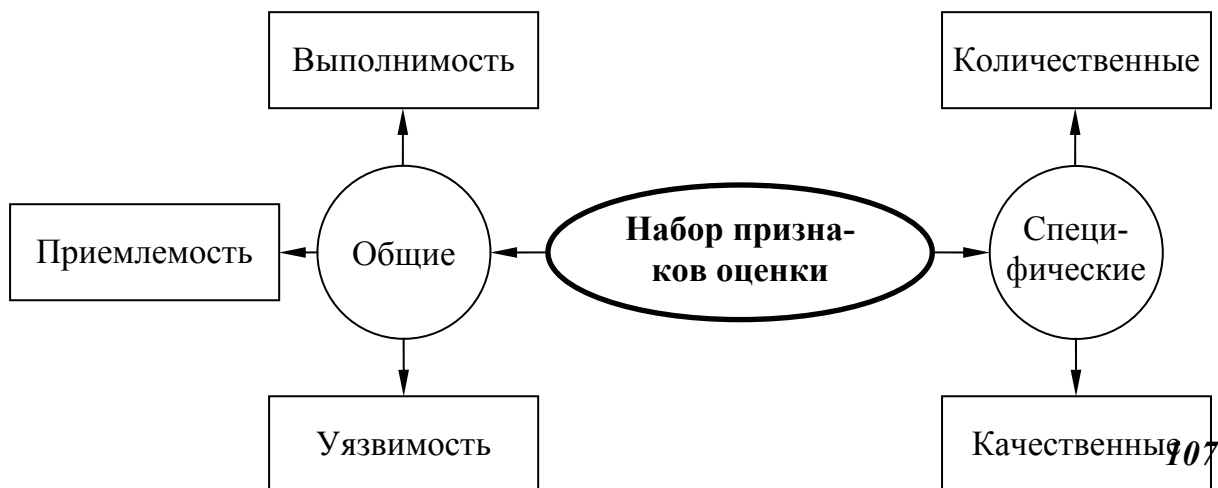 Выполнимость
Количественные
Приемлемость
Общие
Набор призна-
ков оценки
Специ-
фические
Уязвимость
Качественные
107